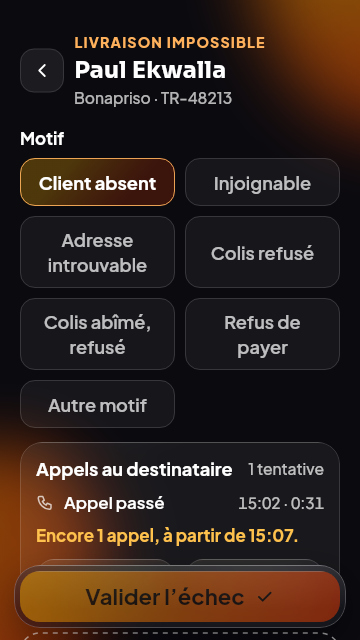 LIVRAISON IMPOSSIBLE
Paul Ekwalla
Bonapriso · TR-48213
Motif
Client absent
Injoignable
Adresse
introuvable
Colis refusé
Colis abîmé,
refusé
Refus de
payer
Autre motif
Appels au destinataire 1 tentative
Appel passé 15:02 · 0:31
Encore 1 appel, à partir de 15:07.
Valider l’échec